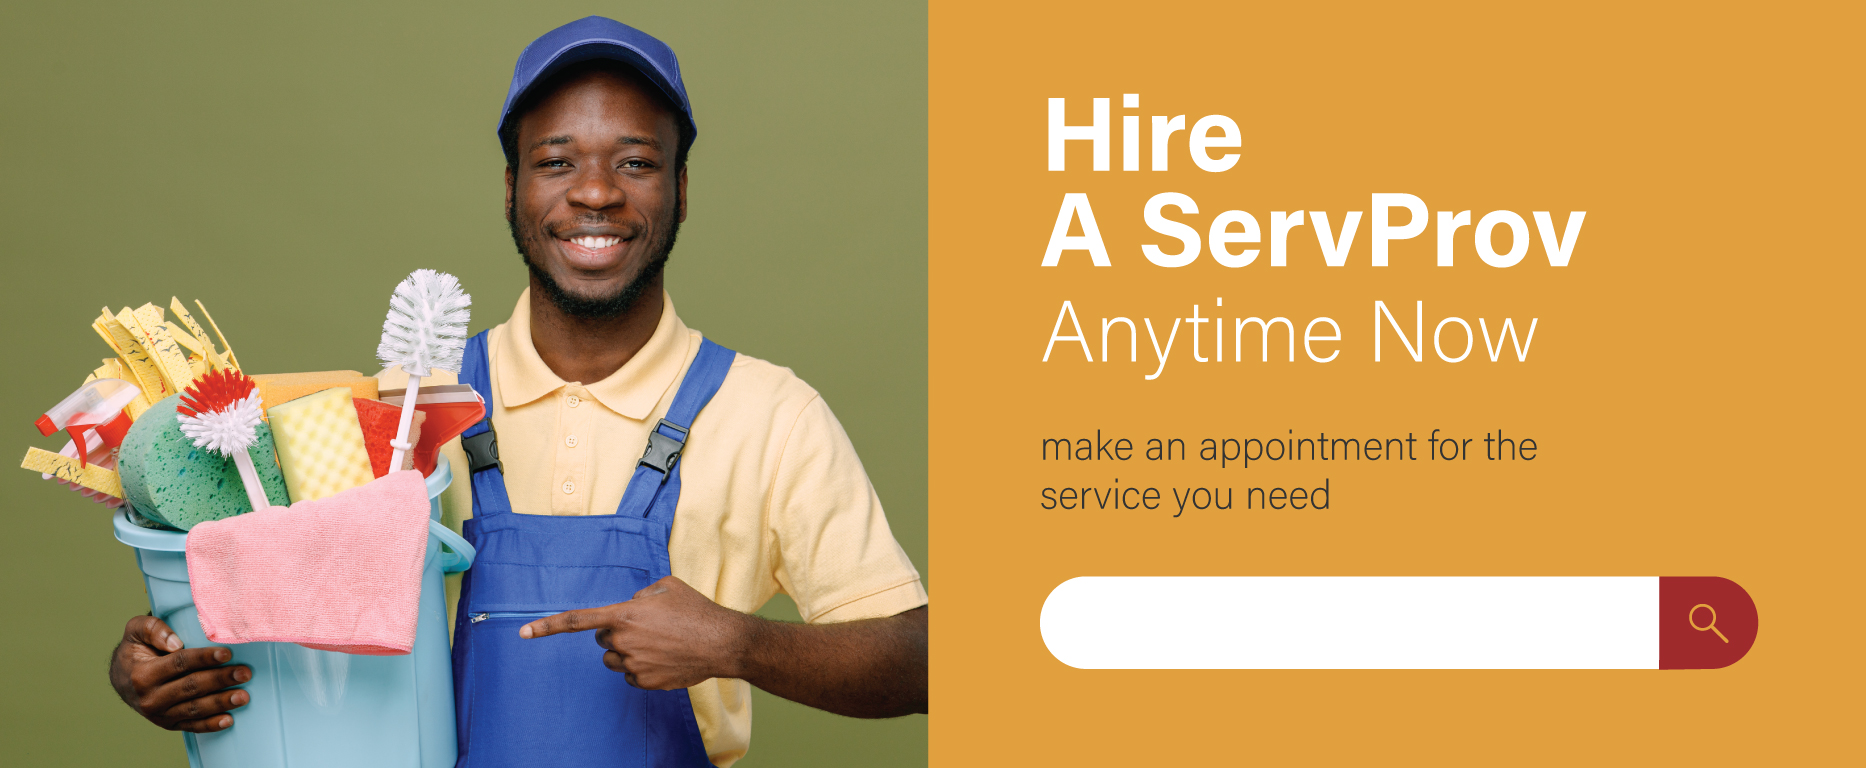 Hire
A ServProv
Anytime Now
make an appointment for the
service you need